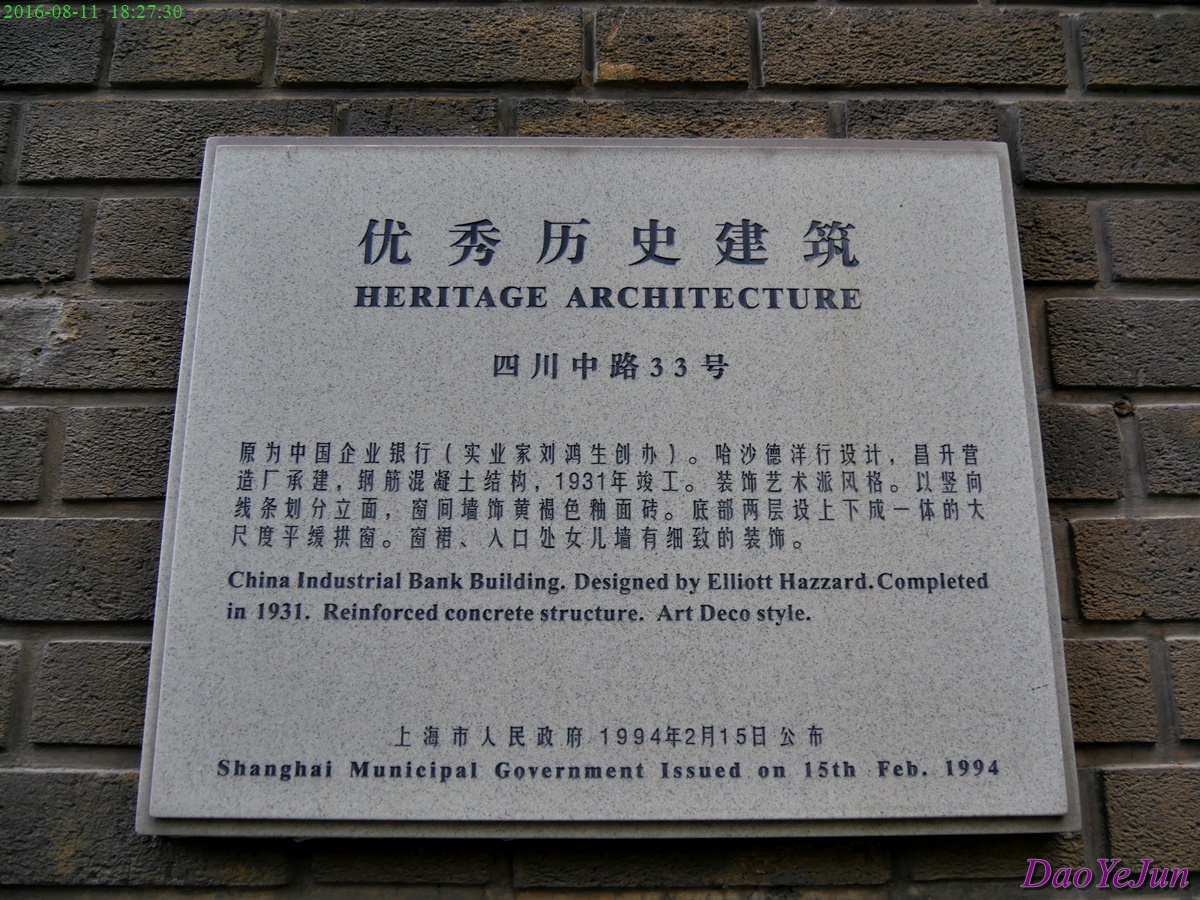 2016-08-11 18:27:30
优秀历史建筑
HERITAGE ARCHITECTURE
四川中路33号
原为中国企业银行(实业家刘鸿生创办)。哈沙德洋行设计,昌升营
造厂承建,钢筋混凝土结构,1931年竣工。装饰艺术派风格。以竖向
线条划分立面,窗间墙饰黄褐色釉面砖。底部两层设上下成一体的大
尺度平缓拱窗。窗褶、入口处女儿墙有细致的装饰。
China Industrial Bank Building. Designed by Elliott Hazzard. Completed
in 1931. Reinforced concrete structure. Art Deco style.
上海市人民政府 1994年2月15日公布
Shanghai Municipal Government Issued on 15th Feb. 1994
DaoYeJun